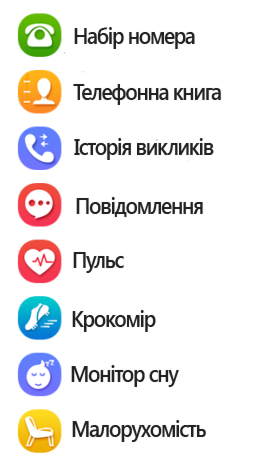 Набір номера
Телефонна книга
Історія викликів
Повідомлення
Пульс
Крокомір
Монітор сну
Малорухомість